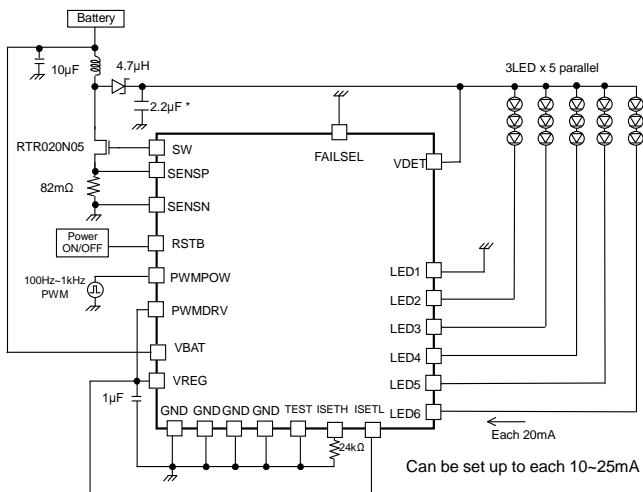 Battery
10µF
4.7µH
2.2µF *
3LED x 5 parallel
RTR020N05
82mΩ
SW
SENSP
SENSN
FAILSEL
VDET
Power
ON/OFF
RSTB
100Hz~1kHz
PWM
PWMPOW
PWMDRV
VBAT
VREG
1µF
LED1
LED2
LED3
LED4
LED5
LED6
GND GND GND GND TEST ISETH ISETL
24kΩ
Each 20mA
Can be set up to each 10~25mA